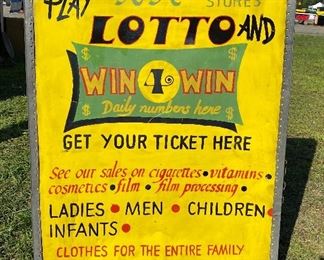 PLAY
STORES
LOTTO AND
$ $
WIN 4 WIN
$ Daily numbers here $
GET YOUR TICKET HERE
See our sales on cigarettes • vitamins •
cosmetics • film • film processing •
LADIES • MEN • CHILDREN •
INFANTS •
CLOTHES FOR THE ENTIRE FAMILY